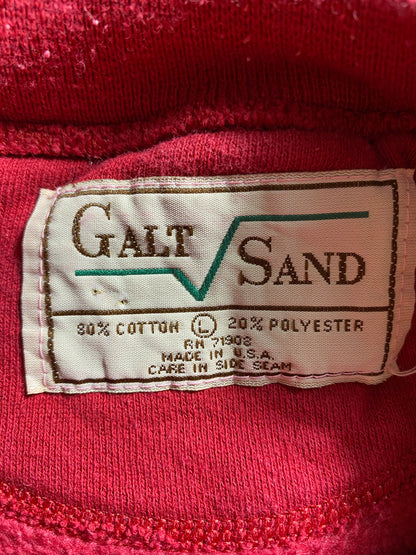 GALT
SAND
80% COTTON Ⓛ 20% POLYESTER
RN 71903
MADE IN U.S.A.
CARE IN SIDE SEAM